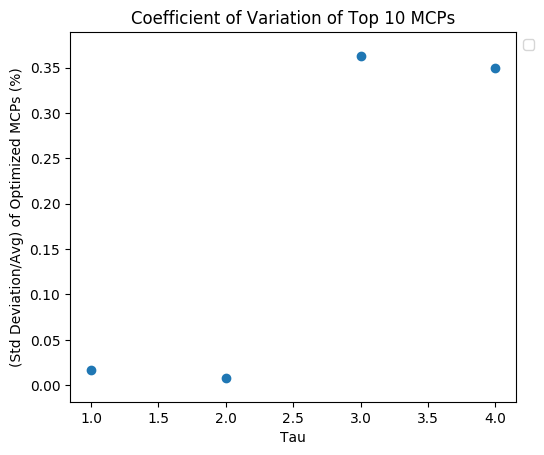 Coefficient of Variation of Top 10 MCPs
(Std Deviation/Avg) of Optimized MCPs (%)
0.35
0.30
0.25
0.20
0.15
0.10
0.05
0.00
1.0 1.5 2.0 2.5 3.0 3.5 4.0
Tau